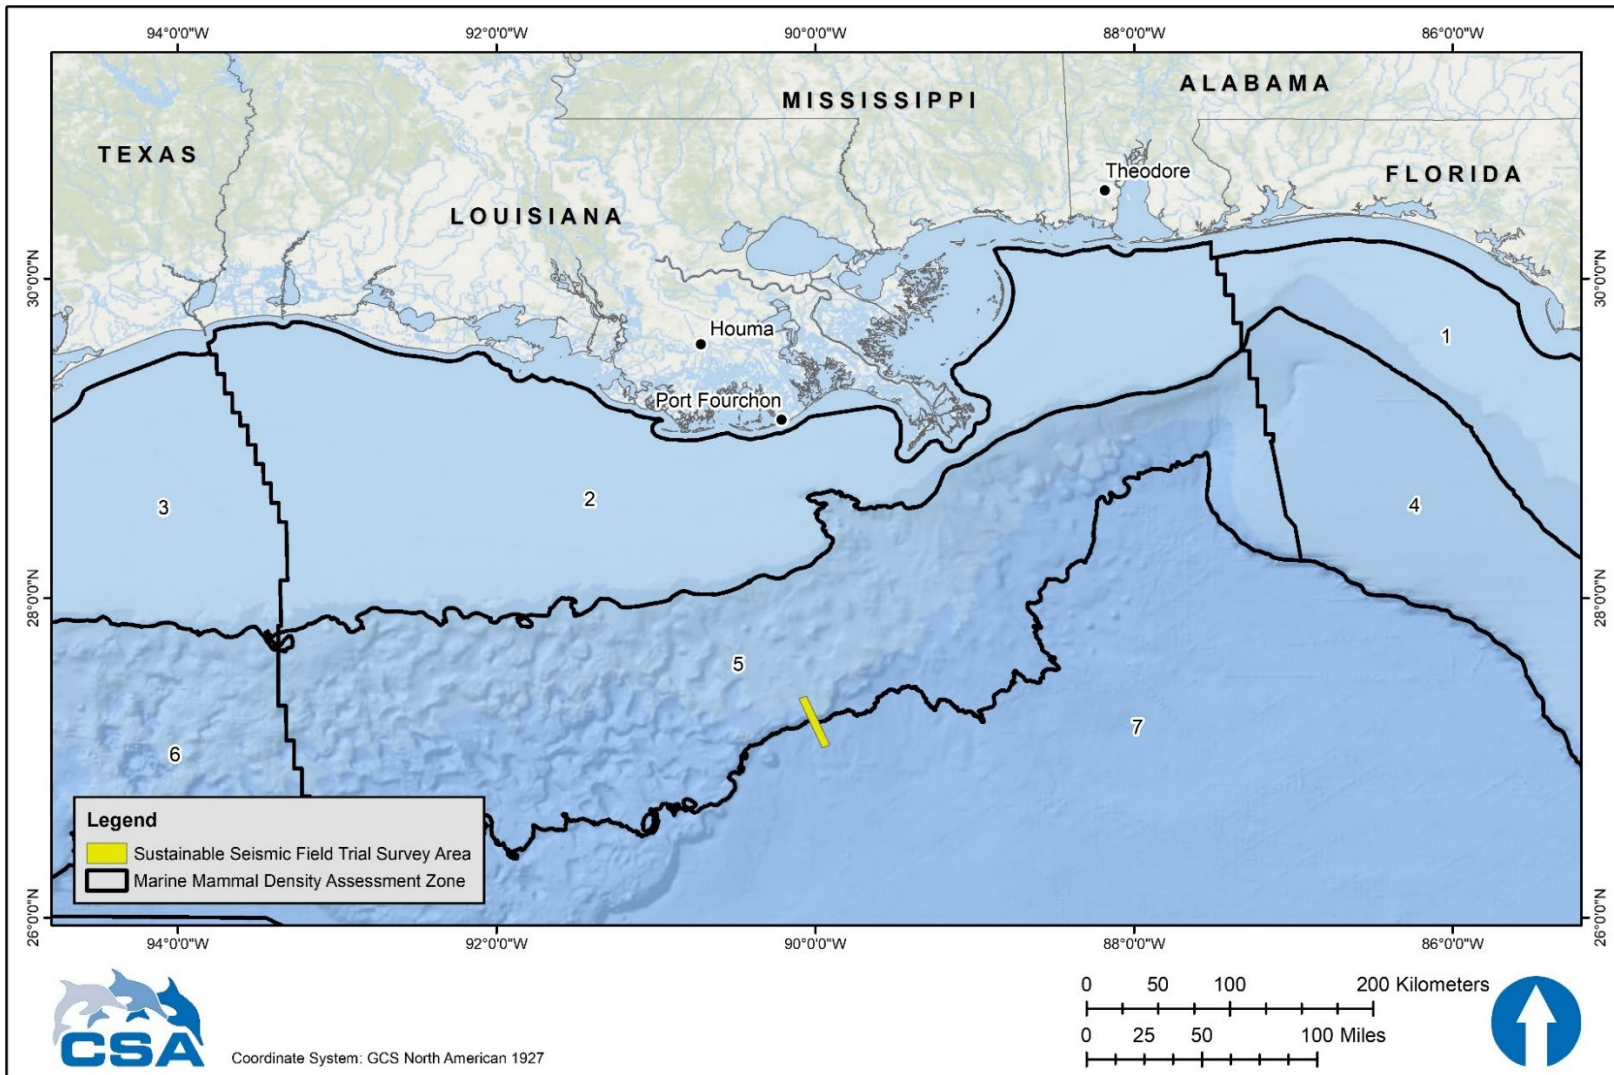 94°0'0"W 92°0'0"W 90°0'0"W 88°0'0"W 86°0'0"W
ALABAMA
MISSISSIPPI
TEXAS
Theodore
FLORIDA
LOUISIANA
30°0'0"N 30°0'0"N
Houma
1
Port Fourchon
3 2 4
28°0'0"N 28°0'0"N
5
7
6
Legend
Sustainable Seismic Field Trial Survey Area
Marine Mammal Density Assessment Zone
26°0'0"N 26°0'0"N
94°0'0"W 92°0'0"W 90°0'0"W 88°0'0"W 86°0'0"W
0 50 100 200 Kilometers
0 25 50 100 Miles
CSA
Coordinate System: GCS North American 1927